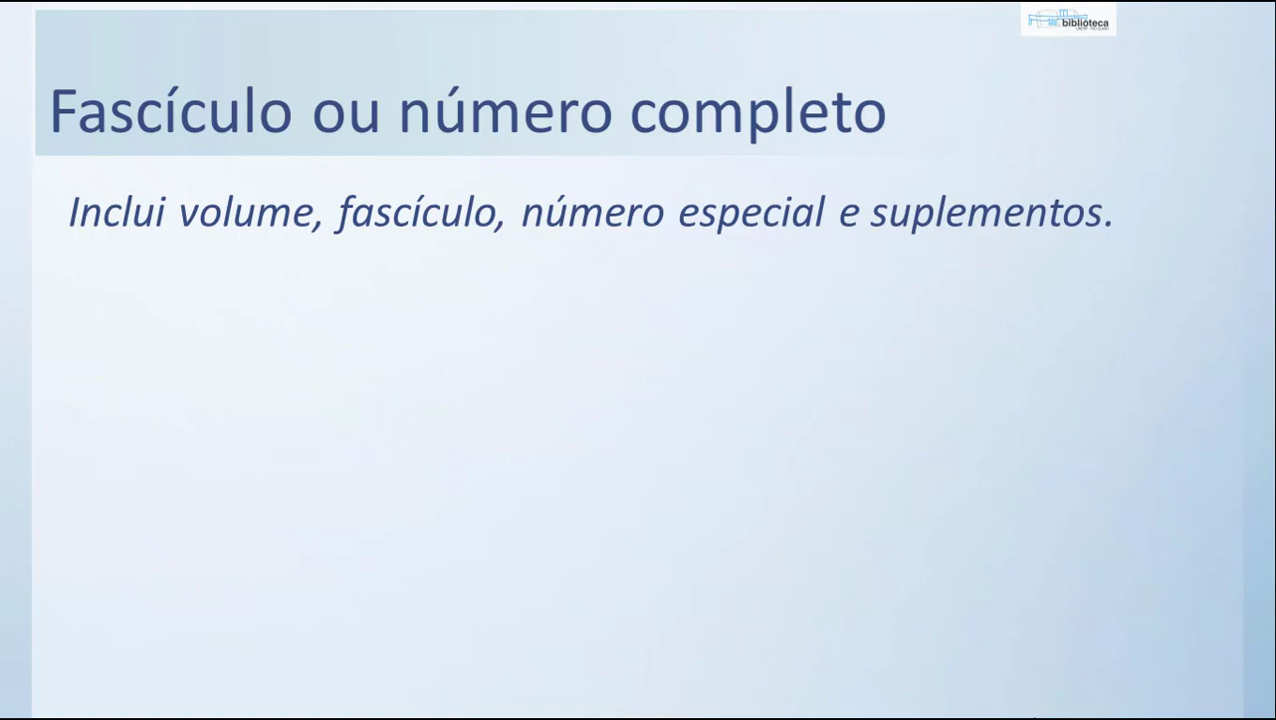 biblioteca
Fascículo ou número completo
Inclui volume, fascículo, número especial e suplementos.